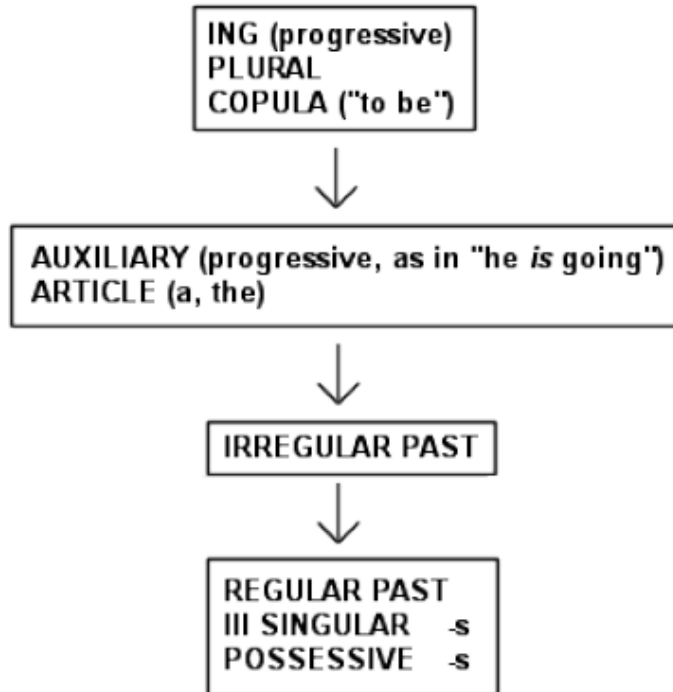 ING (progressive)
PLURAL
COPULA ("to be")
AUXILIARY (progressive, as in "he is going")
ARTICLE (a, the)
IRREGULAR PAST
REGULAR PAST
III SINGULAR -s
POSSESSIVE -s